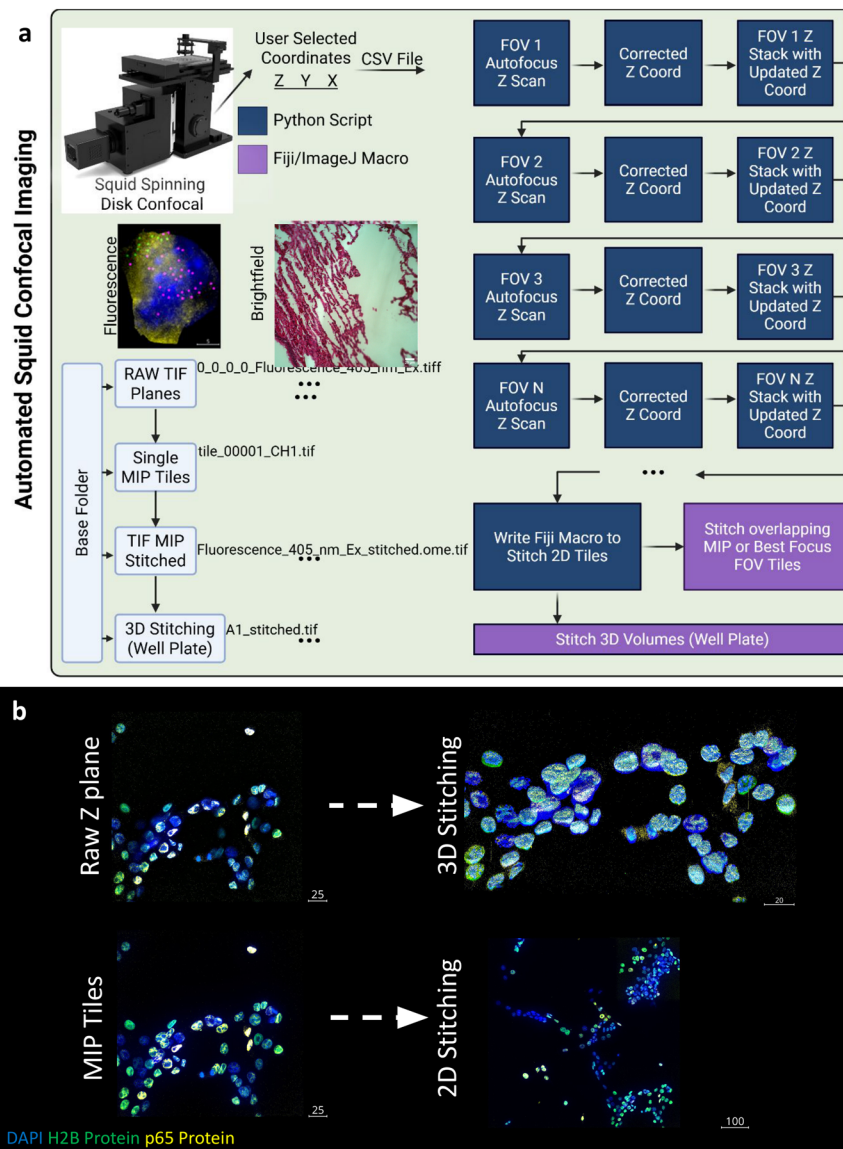 a
Automated Squid Confocal Imaging
Squid Spinning
Disk Confocal
User Selected
Coordinates
Z Y X
CSV File
Python Script
Fiji/ImageJ Macro
Fluorescence
Brightfield
Base Folder
RAW TIF
Planes
0_0_0_0_Fluorescence_405_nm_Ex.tiff
•••
•••
Single
MIP Tiles
tile_00001_CH1.tif
TIF MIP
Stitched
Fluorescence_405_nm_Ex_stitched.ome.tif
•••
3D Stitching
(Well Plate)
A1_stitched.tif
•••
FOV 1
Autofocus
Z Scan
Corrected
Z Coord
FOV 1 Z
Stack with
Updated Z
Coord
FOV 2
Autofocus
Z Scan
Corrected
Z Coord
FOV 2 Z
Stack with
Updated Z
Coord
FOV 3
Autofocus
Z Scan
Corrected
Z Coord
FOV 3 Z
Stack with
Updated Z
Coord
FOV N
Autofocus
Z Scan
Corrected
Z Coord
FOV N Z
Stack with
Updated Z
Coord
•••
Write Fiji Macro to
Stitch 2D Tiles
Stitch overlapping
MIP or Best Focus
FOV Tiles
Stitch 3D Volumes (Well Plate)
b
Raw Z plane
25
3D Stitching
20
MIP Tiles
25
2D Stitching
100
DAPI H2B Protein p65 Protein